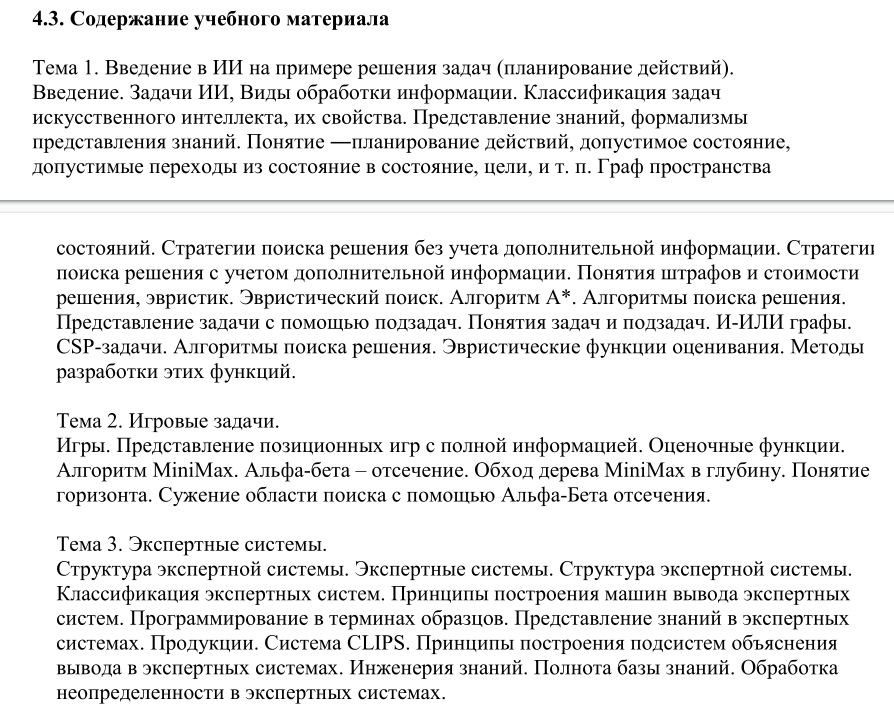 4.3. Содержание учебного материала
Тема 1. Введение в ИИ на примере решения задач (планирование действий).
Введение. Задачи ИИ, Виды обработки информации. Классификация задач
искусственного интеллекта, их свойства. Представление знаний, формализмы
представления знаний. Понятие ―планирование действий, допустимое состояние,
допустимые переходы из состояние в состояние, цели, и т. п. Граф пространства
состояний. Стратегии поиска решения без учета дополнительной информации. Стратегии
поиска решения с учетом дополнительной информации. Понятия штрафов и стоимости
решения, эвристик. Эвристический поиск. Алгоритм А*. Алгоритмы поиска решения.
Представление задачи с помощью подзадач. Понятия задач и подзадач. И-ИЛИ графы.
CSP-задачи. Алгоритмы поиска решения. Эвристические функции оценивания. Методы
разработки этих функций.
Тема 2. Игровые задачи.
Игры. Представление позиционных игр с полной информацией. Оценочные функции.
Алгоритм MiniMax. Альфа-бета – отсечение. Обход дерева MiniMax в глубину. Понятие
горизонта. Сужение области поиска с помощью Альфа-Бета отсечения.
Тема 3. Экспертные системы.
Структура экспертной системы. Экспертные системы. Структура экспертной системы.
Классификация экспертных систем. Принципы построения машин вывода экспертных
систем. Программирование в терминах образцов. Представление знаний в экспертных
системах. Продукции. Система CLIPS. Принципы построения подсистем объяснения
вывода в экспертных системах. Инженерия знаний. Полнота базы знаний. Обработка
неопределенности в экспертных системах.